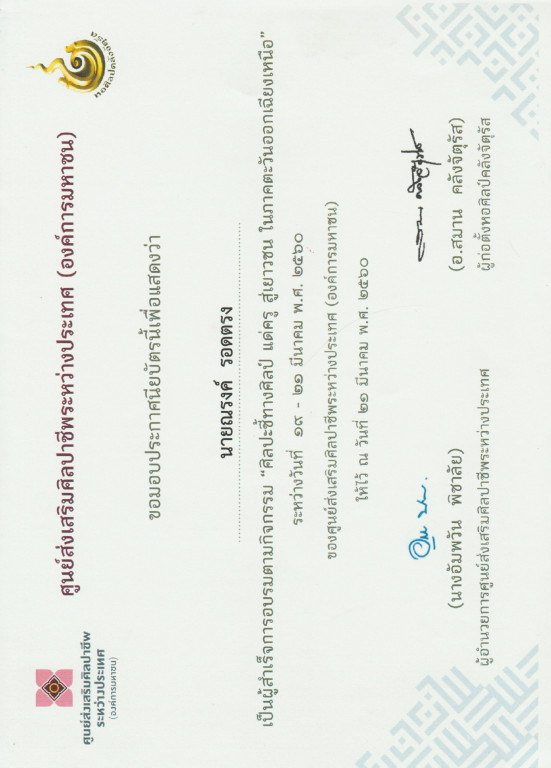 ศูนย์ส่งเสริมศิลปาชีพ
ระหว่างประเทศ
(องค์การมหาชน)
หอศิลป์คลังจัตุรัส
ศูนย์ส่งเสริมศิลปาชีพระหว่างประเทศ (องค์การมหาชน)
ขอมอบประกาศนียบัตรนี้เพื่อแสดงว่า
นายณรงค์ รอดตรง
เป็นผู้สำเร็จการอบรมตามกิจกรรม “ศิลปะชี้ทางศิลป์ แด่ครู สู่เยาวชน ในภาคตะวันออกเฉียงเหนือ”
ระหว่างวันที่ ๑๙ - ๒๑ มีนาคม พ.ศ. ๒๕๖๐
ของศูนย์ส่งเสริมศิลปาชีพระหว่างประเทศ (องค์การมหาชน)
ให้ไว้ ณ วันที่ ๒๑ มีนาคม พ.ศ. ๒๕๖๐
(นางอัมพวัน พิชาลัย)
ผู้อำนวยการศูนย์ส่งเสริมศิลปาชีพระหว่างประเทศ
(อ.สมาน คลังจัตุรัส)
ผู้ก่อตั้งหอศิลป์คลังจัตุรัส